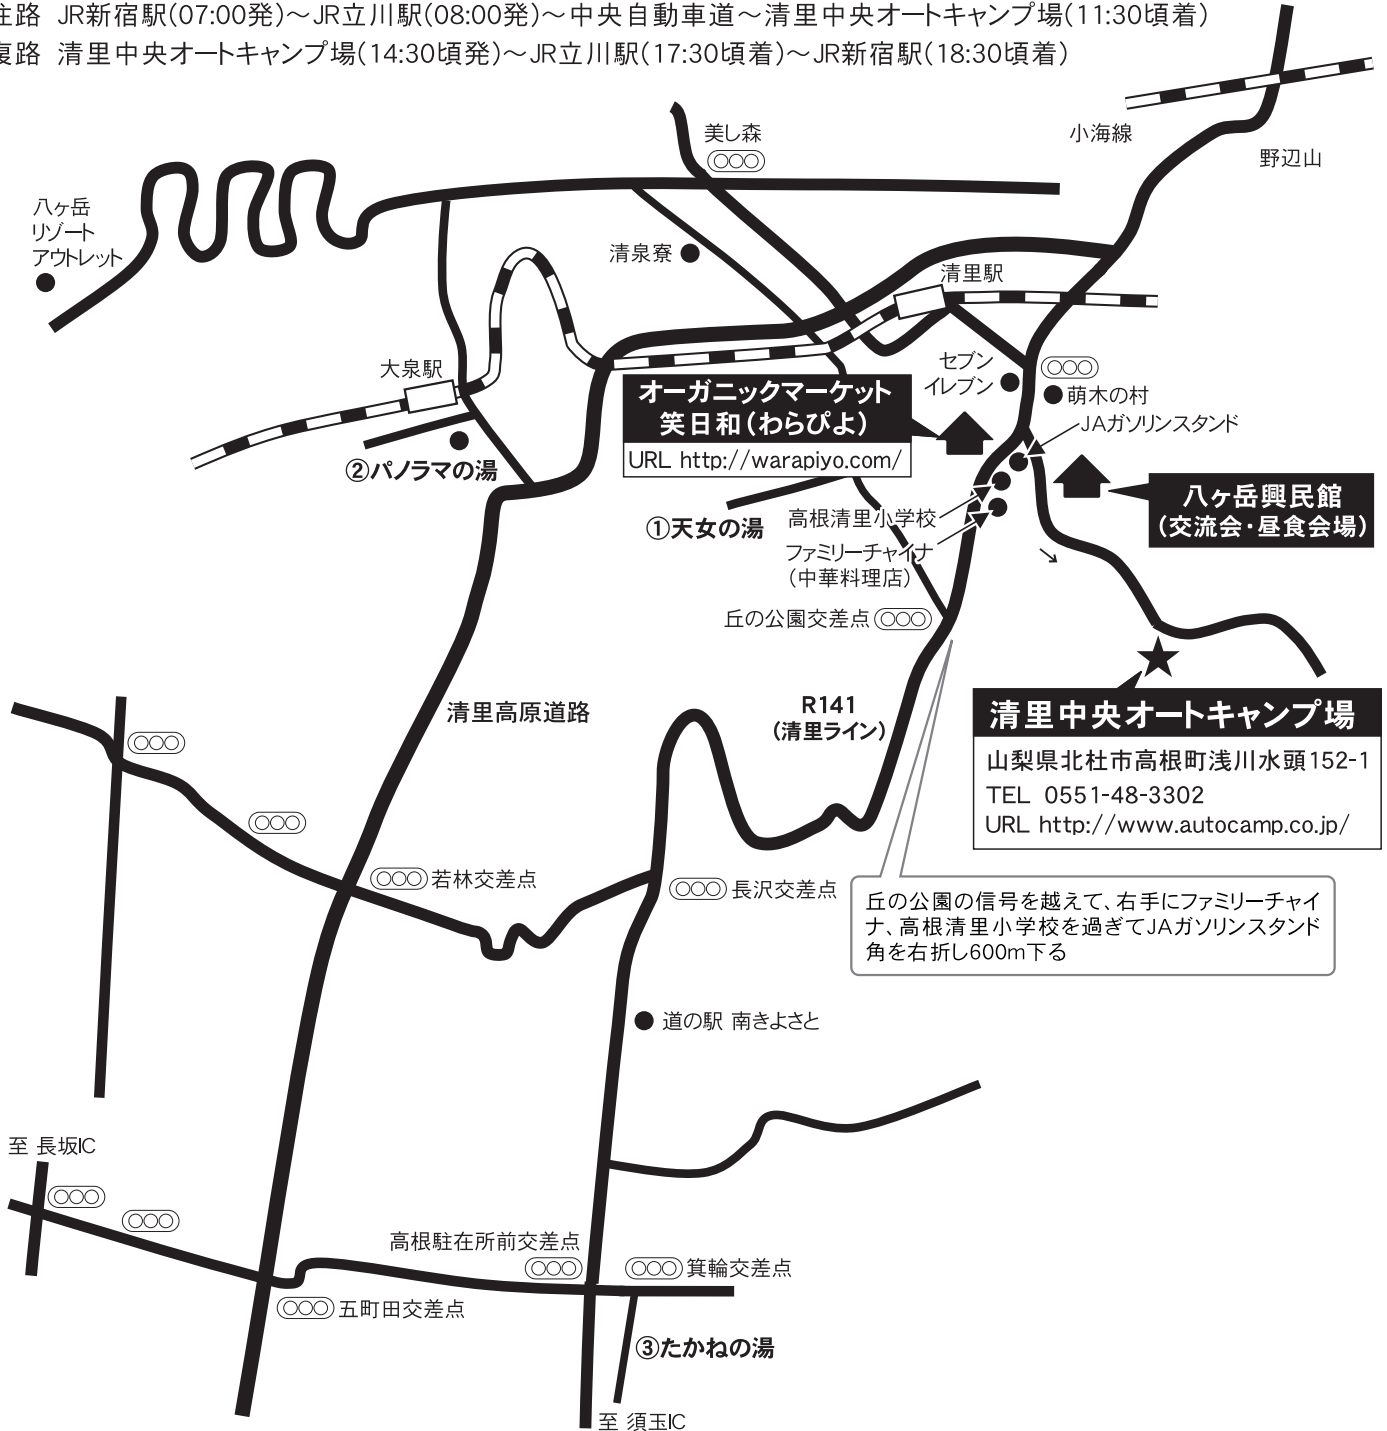 往路 JR新宿駅(07:00発)～JR立川駅(08:00発)～中央自動車道～清里中央オートキャンプ場(11:30頃着)
復路 清里中央オートキャンプ場(14:30頃発)～JR立川駅(17:30頃着)～JR新宿駅(18:30頃着)
美し森
小海線
野辺山
八ヶ岳
リゾート
アウトレット
清泉寮
清里駅
大泉駅
セブン
イレブン
萌木の村
JAガソリンスタンド
オーガニックマーケット
笑日和(わらぴよ)
URL http://warapiyo.com/
②パノラマの湯
①天女の湯
高根清里小学校
ファミリーチャイナ
(中華料理店)
八ヶ岳興民館
(交流会・昼食会場)
→
丘の公園交差点
清里高原道路
R141
(清里ライン)
清里中央オートキャンプ場
山梨県北杜市高根町浅川水頭152-1
TEL 0551-48-3302
URL http://www.autocamp.co.jp/
若林交差点
長沢交差点
丘の公園の信号を越えて、右手にファミリーチャイ
ナ、高根清里小学校を過ぎてJAガソリンスタンド
角を右折し600m下る
道の駅 南きよさと
至 長坂IC
高根駐在所前交差点
箕輪交差点
五町田交差点
③たかねの湯
至 須玉IC